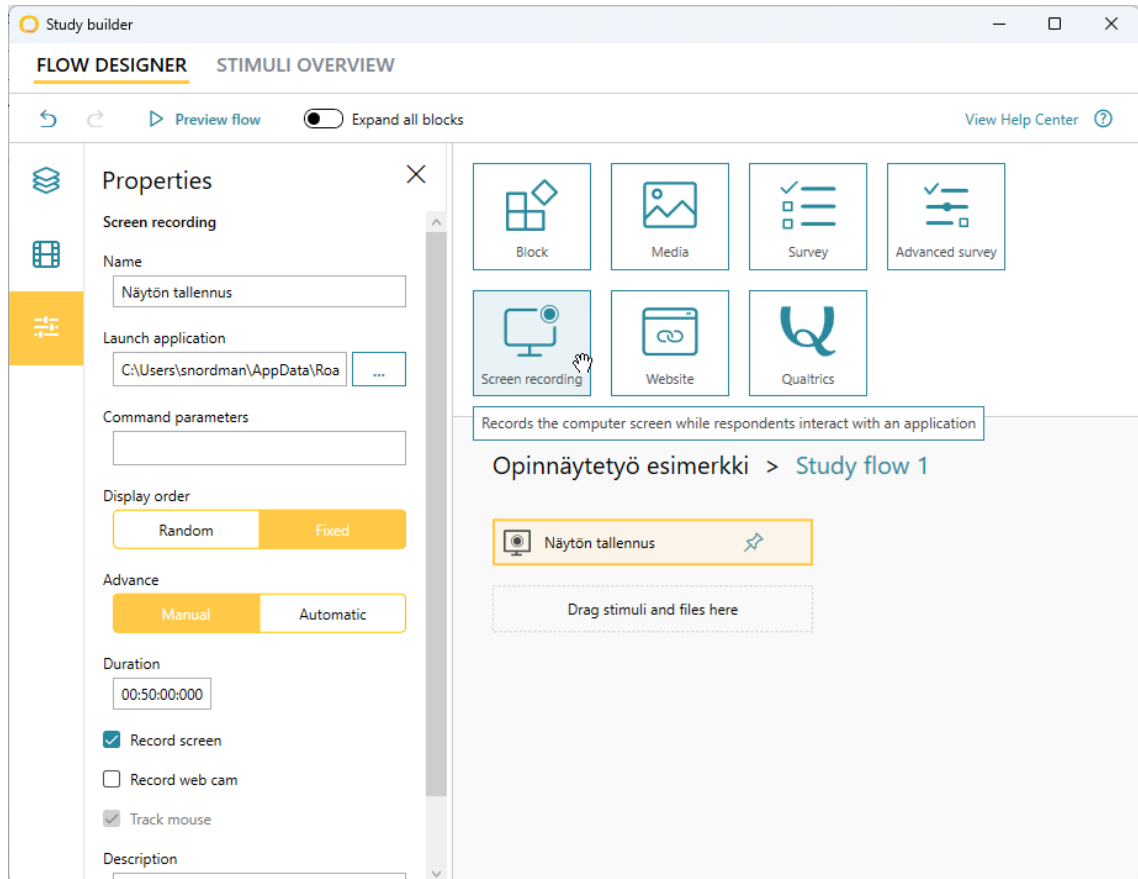 Study builder
FLOW DESIGNER STIMULI OVERVIEW
Preview flow Expand all blocks View Help Center
Properties
Screen recording
Name
Näytön tallennus
Launch application
C:\Users\snordman\AppData\Roa ...
Command parameters
Display order
Random Fixed
Advance
Manual Automatic
Duration
00:50:00:000
Record screen
Record web cam
Track mouse
Description
Block Media Survey Advanced survey
Screen recording Website Qualtrics
Records the computer screen while respondents interact with an application
Opinnäytetyö esimerkki > Study flow 1
Näytön tallennus
Drag stimuli and files here